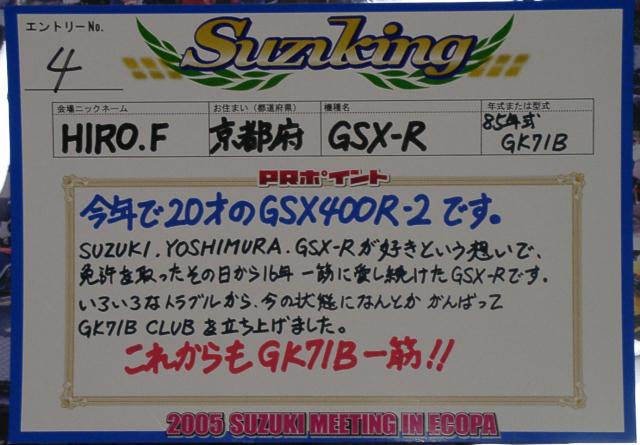 エントリーNo.
4
Suzuking
会場ニックネーム
お住まい（都道府県）
機種名
年式または型式
HIRO.F
京都府
GSX-R
85年式
GK71B
PRポイント
今年で20才のGSX400R-2です。
SUZUKI.YOSHIMURA.GSX-Rが好きという想いで、
免許を取ったその日から16年一筋に愛し続けたGSX-Rです。
いろいろなトラブルから、今の状態になんとかがんばって
GK71B CLUBを立ち上げました。
これからもGK71B一筋!!
2005 SUZUKI MEETING IN ECOPA